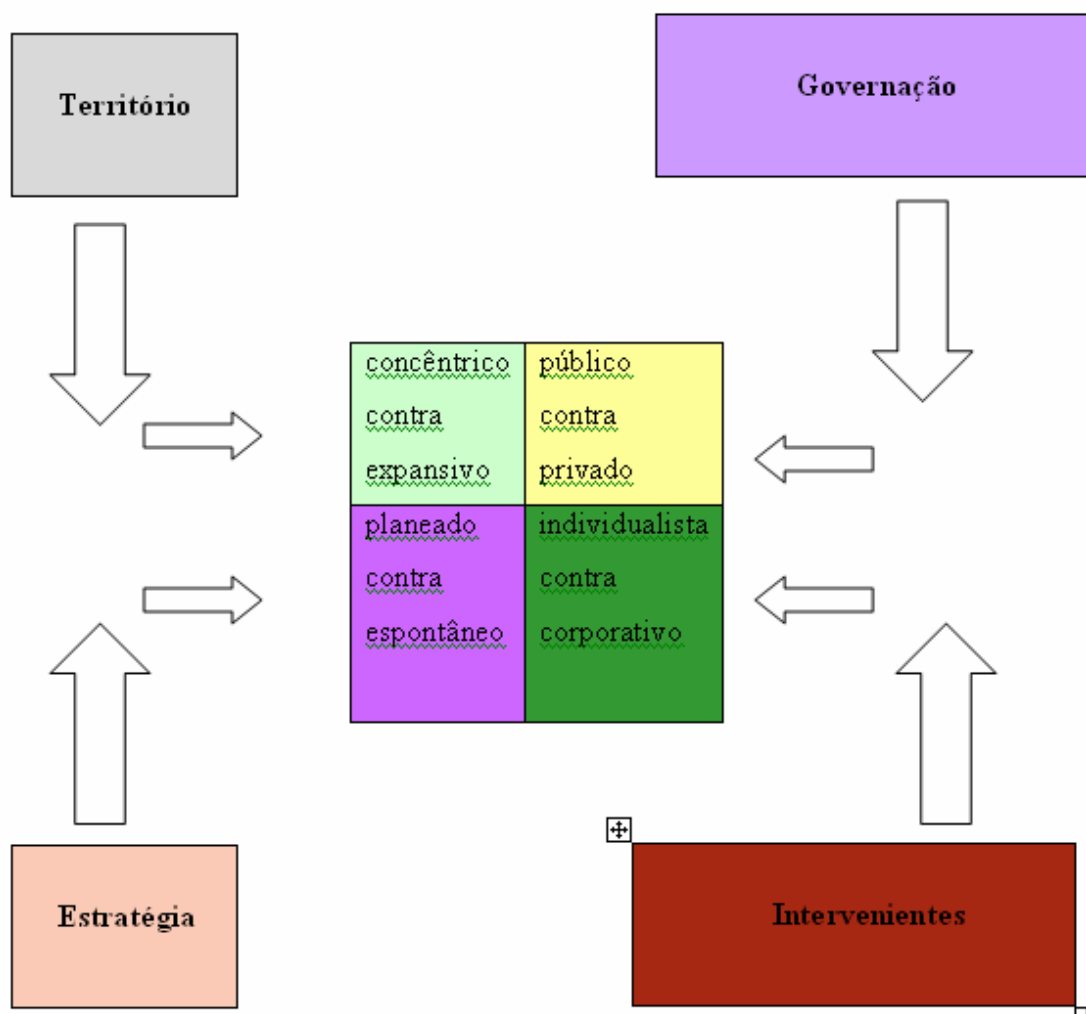 Território
Governação
concêntrico
contra
expansivo
público
contra
privado
planeado
contra
espontâneo
individualista
contra
corporativo
Estratégia
Intervenientes